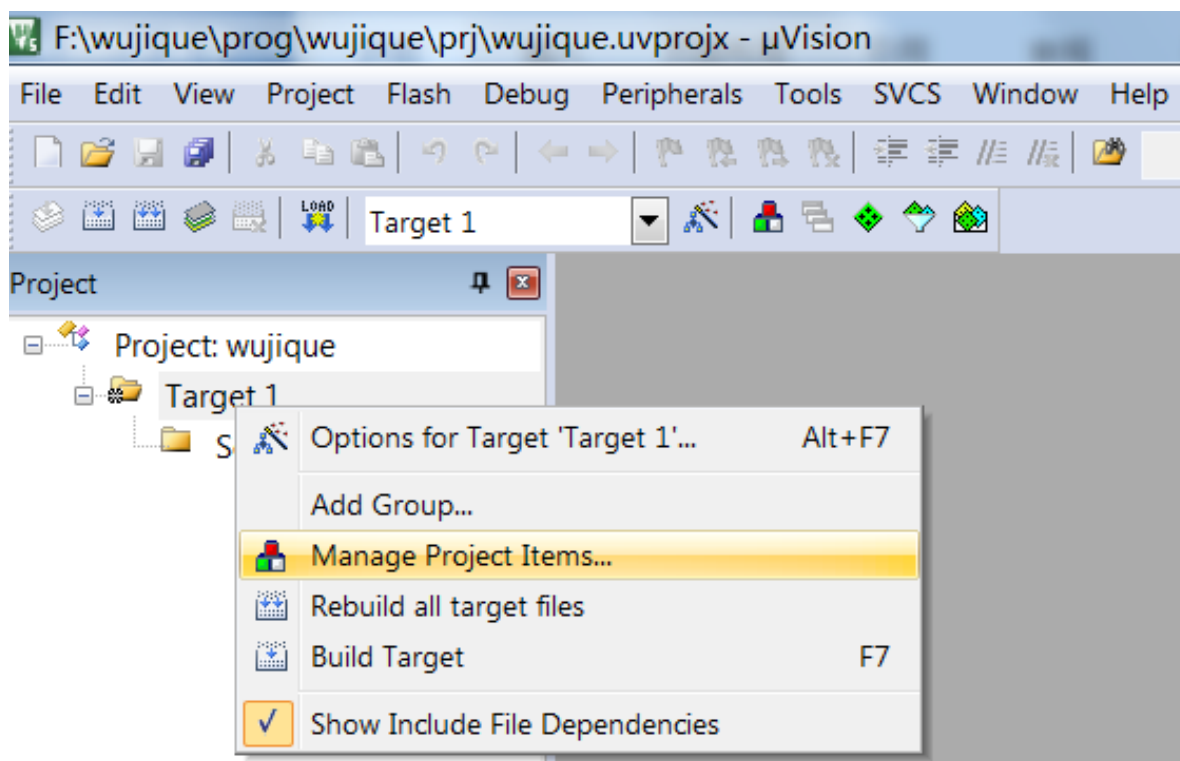 F:\wujique\prog\wujique\prj\wujique.uvprojx - µVision
File Edit View Project Flash Debug Peripherals Tools SVCS Window Help
LOAD Target 1
Project
Project: wujique
Target 1
S
Options for Target 'Target 1'... Alt+F7
Add Group...
Manage Project Items...
Rebuild all target files
Build Target F7
Show Include File Dependencies